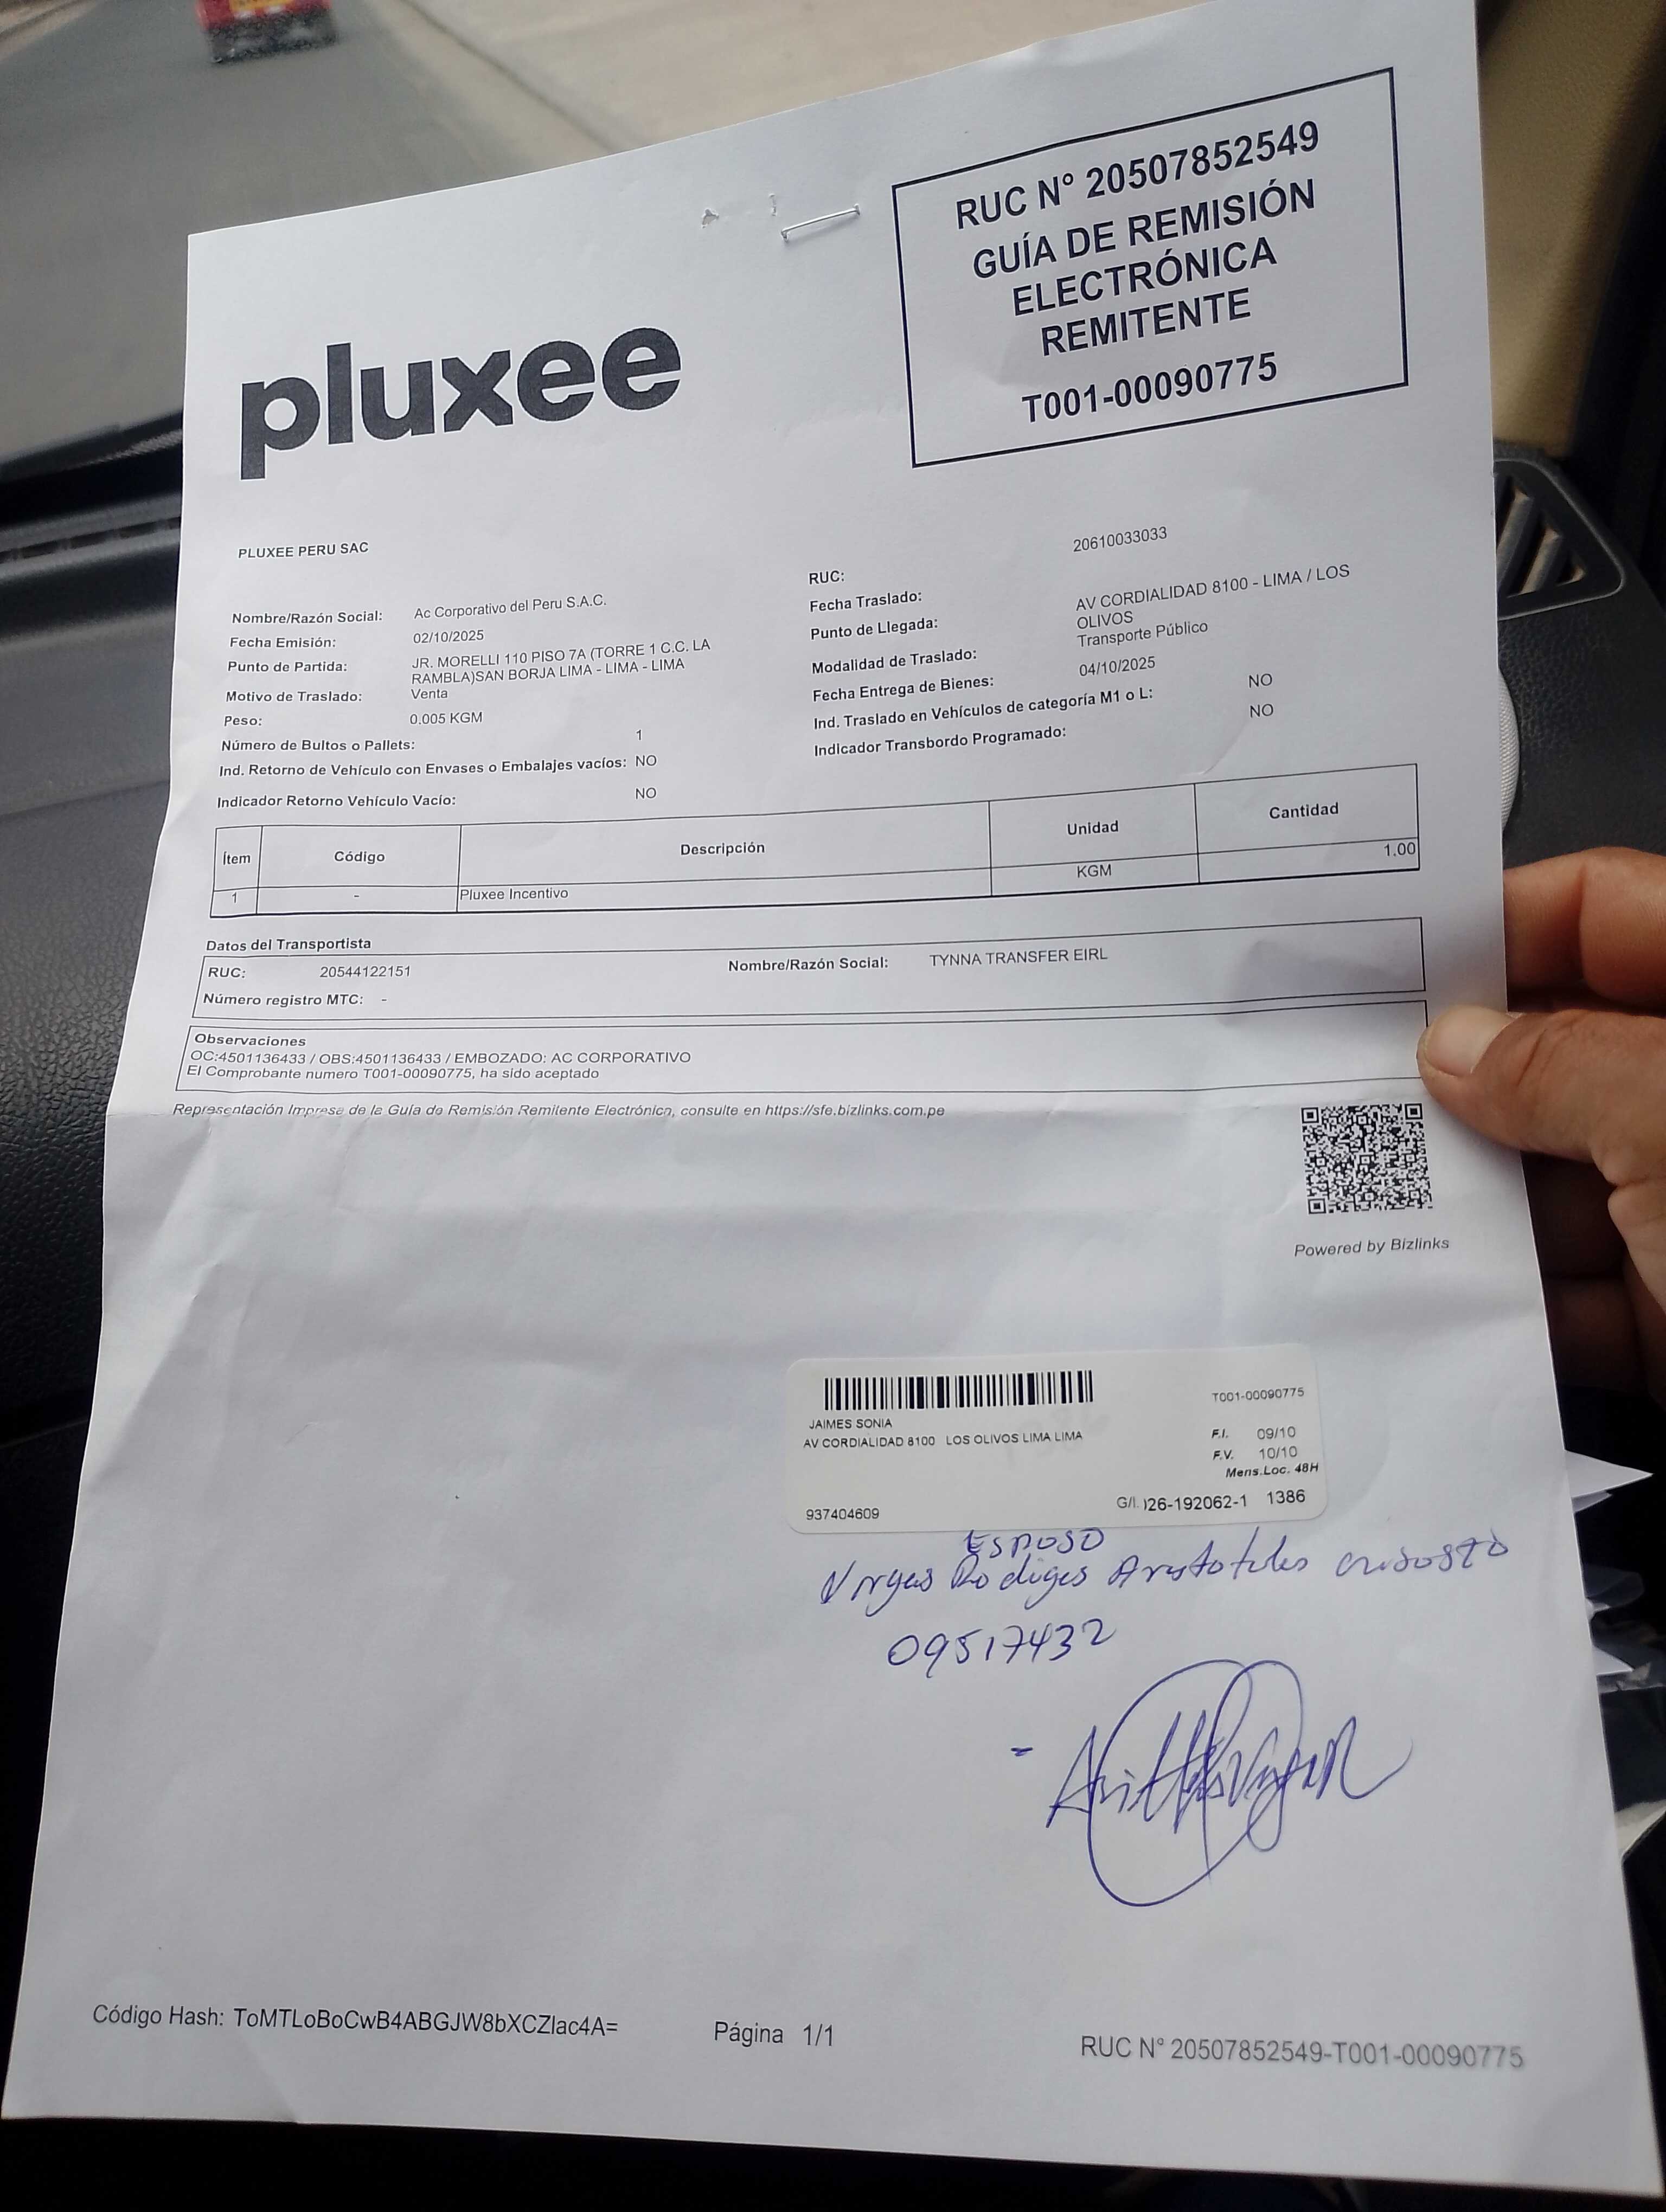 RUC N° 20507852549
GUÍA DE REMISIÓN
ELECTRÓNICA
REMITENTE
T001-00090775
pluxee
PLUXEE PERU SAC
Nombre/Razón Social: Ac Corporativo del Peru S.A.C.
Fecha Emisión: 02/10/2025
Punto de Partida: JR. MORELLI 110 PISO 7A (TORRE 1 C.C. LA
RAMBLA)SAN BORJA LIMA - LIMA - LIMA
Motivo de Traslado: Venta
Peso: 0.005 KGM
Número de Bultos o Pallets: 1
Ind. Retorno de Vehículo con Envases o Embalajes vacíos: NO
Indicador Retorno Vehículo Vacío: NO
RUC: 20610033033
Fecha Traslado:
Punto de Llegada: AV CORDIALIDAD 8100 - LIMA / LOS
OLIVOS
Modalidad de Traslado: Transporte Público
Fecha Entrega de Bienes: 04/10/2025
Ind. Traslado en Vehículos de categoría M1 o L: NO
Indicador Transbordo Programado: NO
Ítem Código Descripción Unidad Cantidad
1 - Pluxee Incentivo KGM 1.00
Datos del Transportista
RUC: 20544122151 Nombre/Razón Social: TYNNA TRANSFER EIRL
Número registro MTC: -
Observaciones
OC:4501136433 / OBS:4501136433 / EMBOZADO: AC CORPORATIVO
El Comprobante numero T001-00090775, ha sido aceptado
Representación Impresa de la Guía de Remisión Remitente Electrónica, consulte en https://sfe.bizlinks.com.pe
Powered by Bizlinks
T001-00090775
JAIMES SONIA
AV CORDIALIDAD 8100 LOS OLIVOS LIMA LIMA
F.I. 09/10
F.V. 10/10
Mens.Loc. 48H
937404609 G/I. 026-192062-1 1386
ESPOSO
Vargas Rodiges Aristoteles
09517432
Código Hash: ToMTLoBoCwB4ABGJW8bXCZlac4A= Página 1/1 RUC N° 20507852549-T001-00090775